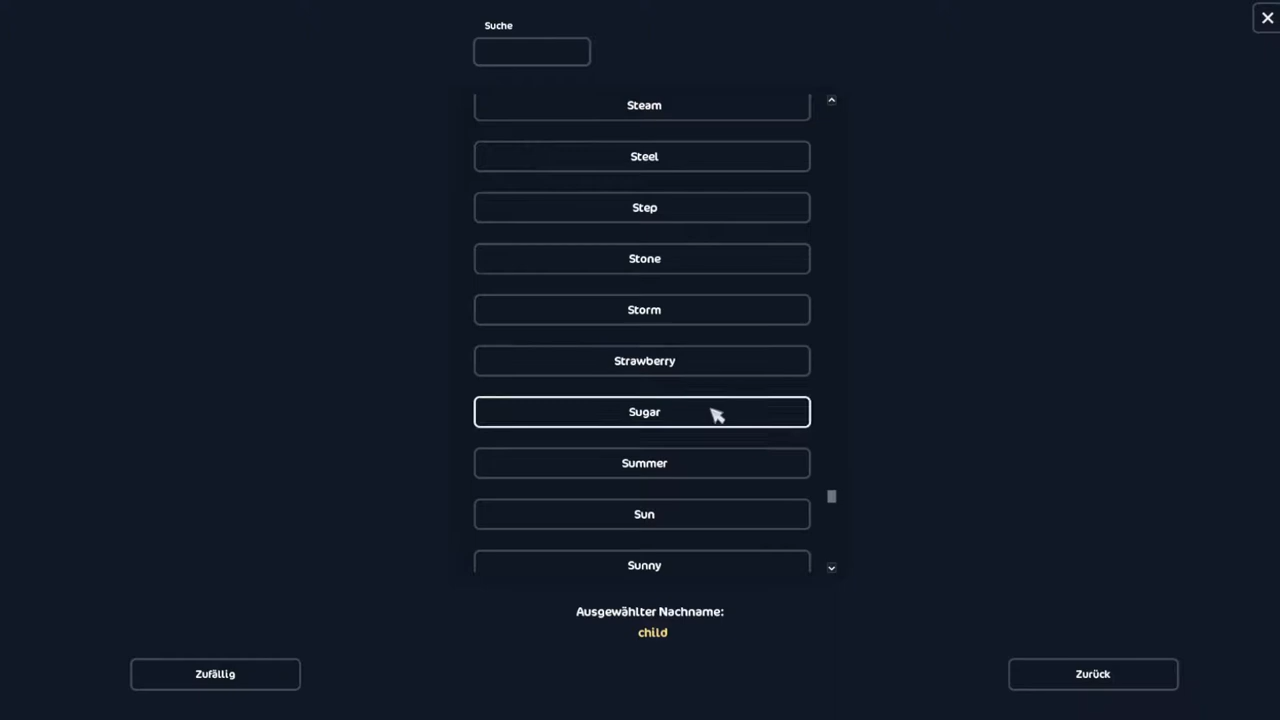 Suche
Steam
Steel
Step
Stone
Storm
Strawberry
Sugar
Summer
Sun
Sunny
Ausgewählter Nachname:
child
Zufällig
Zurück